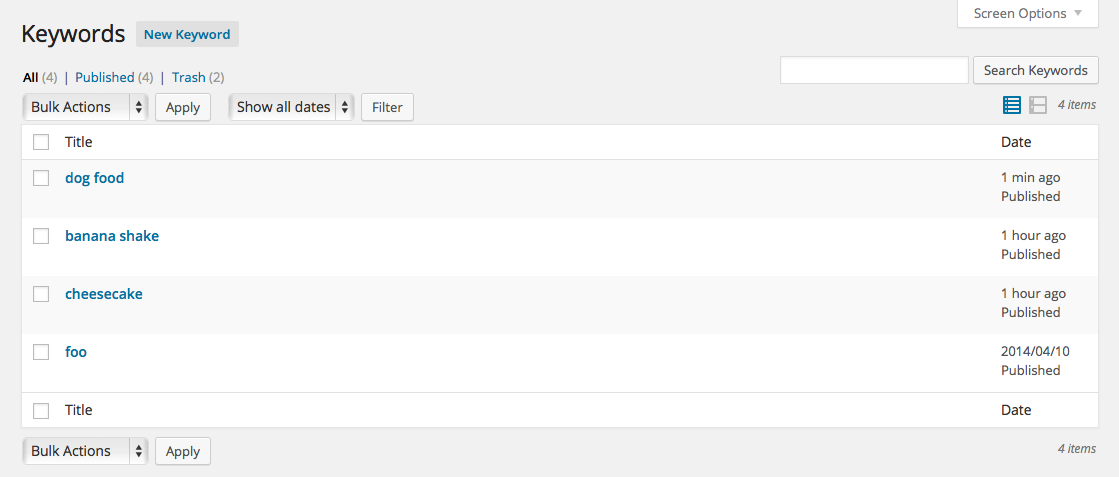 Screen Options
Keywords New Keyword
All (4) | Published (4) | Trash (2)
Search Keywords
Bulk Actions Apply Show all dates Filter 4 items
Title Date
dog food 1 min ago
Published
banana shake 1 hour ago
Published
cheesecake 1 hour ago
Published
foo 2014/04/10
Published
Title Date
Bulk Actions Apply 4 items